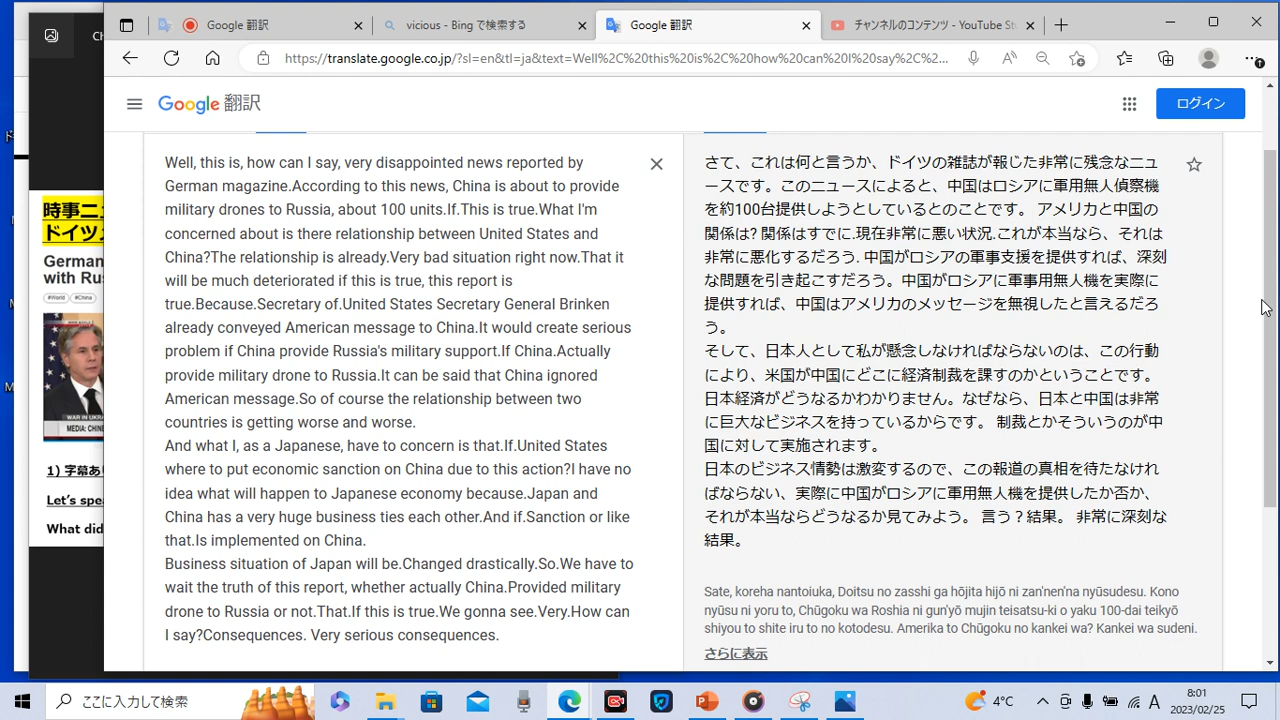 Ch
Google 翻訳
vicious - Bing で検索する
Google 翻訳
チャンネルのコンテンツ - YouTube St
https://translate.google.co.jp/?sl=en&tl=ja&text=Well%2C%20this%20is%2C%20how%20can%20I%20say%2C%2...
Google 翻訳
ログイン
Well, this is, how can I say, very disappointed news reported by
German magazine.According to this news, China is about to provide
military drones to Russia, about 100 units.If.This is true.What I'm
concerned about is there relationship between United States and
China?The relationship is already.Very bad situation right now.That it
will be much deteriorated if this is true, this report is
true.Because.Secretary of.United States Secretary General Brinken
already conveyed American message to China.It would create serious
problem if China provide Russia's military support.If China.Actually
provide military drone to Russia.It can be said that China ignored
American message.So of course the relationship between two
countries is getting worse and worse.
And what I, as a Japanese, have to concern is that.If.United States
where to put economic sanction on China due to this action?I have no
idea what will happen to Japanese economy because.Japan and
China has a very huge business ties each other.And if.Sanction or like
that.Is implemented on China.
Business situation of Japan will be.Changed drastically.So.We have to
wait the truth of this report, whether actually China.Provided military
drone to Russia or not.That.If this is true.We gonna see.Very.How can
I say?Consequences. Very serious consequences.
さて、これは何と言うか、ドイツの雑誌が報じた非常に残念なニュ
ースです。このニュースによると、中国はロシアに軍用無人偵察機
を約100台提供しようとしているとのことです。 アメリカと中国の
関係は? 関係はすでに.現在非常に悪い状況.これが本当なら、それは
非常に悪化するだろう. 中国がロシアの軍事支援を提供すれば、深刻
な問題を引き起こすだろう。中国がロシアに軍事用無人機を実際に
提供すれば、中国はアメリカのメッセージを無視したと言えるだろ
う。
そして、日本人として私が懸念しなければならないのは、この行動
により、米国が中国にどこに経済制裁を課すのかということです。
日本経済がどうなるかわかりません。なぜなら、日本と中国は非常
に巨大なビジネスを持っているからです。 制裁とかそういうのが中
国に対して実施されます。
日本のビジネス情勢は激変するので、この報道の真相を待たなけれ
ばならない、実際に中国がロシアに軍用無人機を提供したか否か、
それが本当ならどうなるか見てみよう。 言う？結果。 非常に深刻な
結果。
Sate, koreha nantoiuka, Doitsu no zasshi ga hōjita hijō ni zan'nen'na nyūsudesu. Kono
nyūsu ni yoru to, Chūgoku wa Roshia ni gun'yō mujin teisatsu-ki o yaku 100-dai teikyō
shiyou to shite iru to no kotodesu. Amerika to Chūgoku no kankei wa? Kankei wa sudeni.
さらに表示
時事ニュ
ドイツ
German
with Rus
#World
#China
WAR IN UKRA
MEDIA: CHINE
1) 字幕あ
Let's spea
What did
ここに入力して検索
4°C
A
8:01
2023/02/25